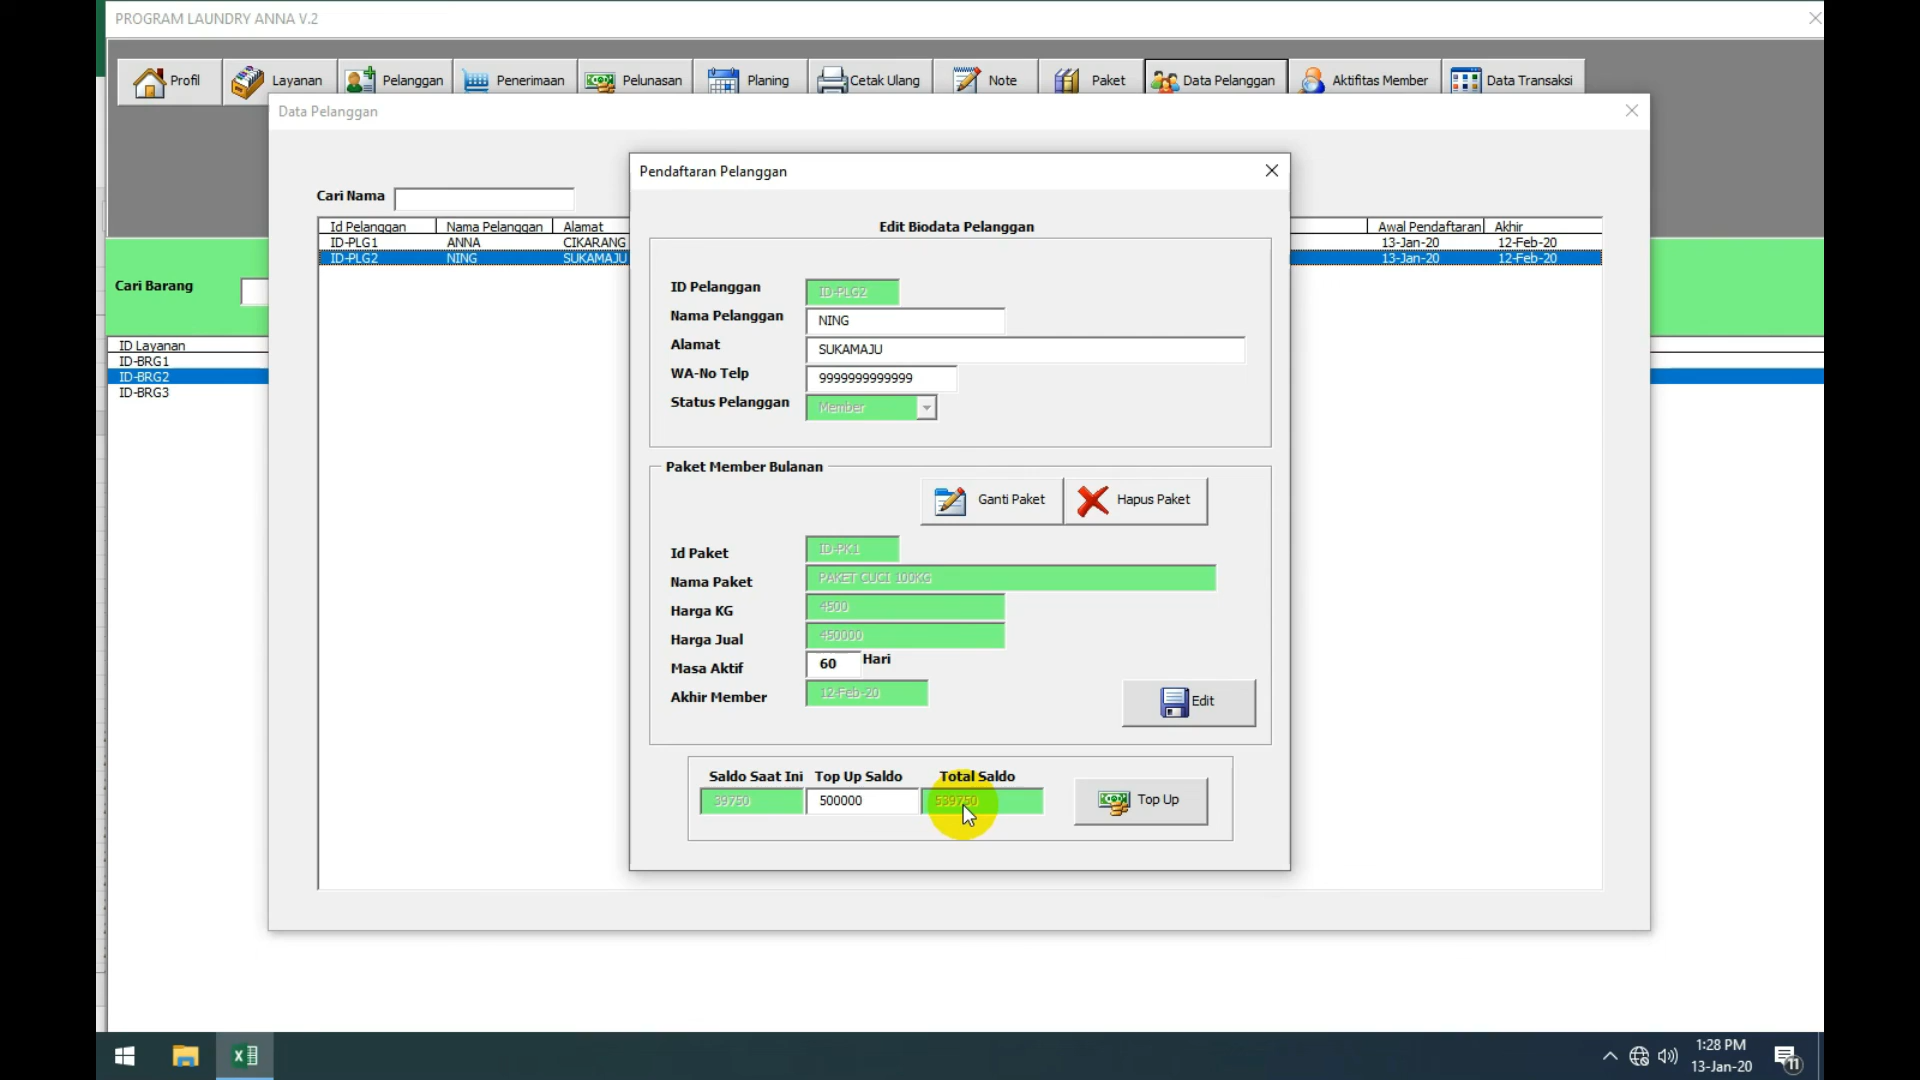 PROGRAM LAUNDRY ANNA V.2
Profil Layanan Pelanggan Penerimaan Pelunasan Planing Cetak Ulang Note Paket Data Pelanggan Aktifitas Member Data Transaksi
Data Pelanggan
Cari Nama
Id Pelanggan Nama Pelanggan Alamat Awal Pendaftaran Akhir
ID-PLG1 ANNA CIKARANG 13-Jan-20 12-Feb-20
ID-PLG2 NING SUKAMAJU 13-Jan-20 12-Feb-20
Cari Barang
ID Layanan
ID-BRG1
ID-BRG2
ID-BRG3
Pendaftaran Pelanggan
Edit Biodata Pelanggan
ID Pelanggan ID-PLG2
Nama Pelanggan NING
Alamat SUKAMAJU
WA-No Telp 9999999999999
Status Pelanggan Member
Paket Member Bulanan
Ganti Paket Hapus Paket
Id Paket ID-PK1
Nama Paket PAKET CUCI 100KG
Harga KG 4500
Harga Jual 450000
Masa Aktif 60 Hari
Akhir Member 12-Feb-20
Edit
Saldo Saat Ini Top Up Saldo Total Saldo
39750 500000 539750
Top Up
1:28 PM
13-Jan-20
11